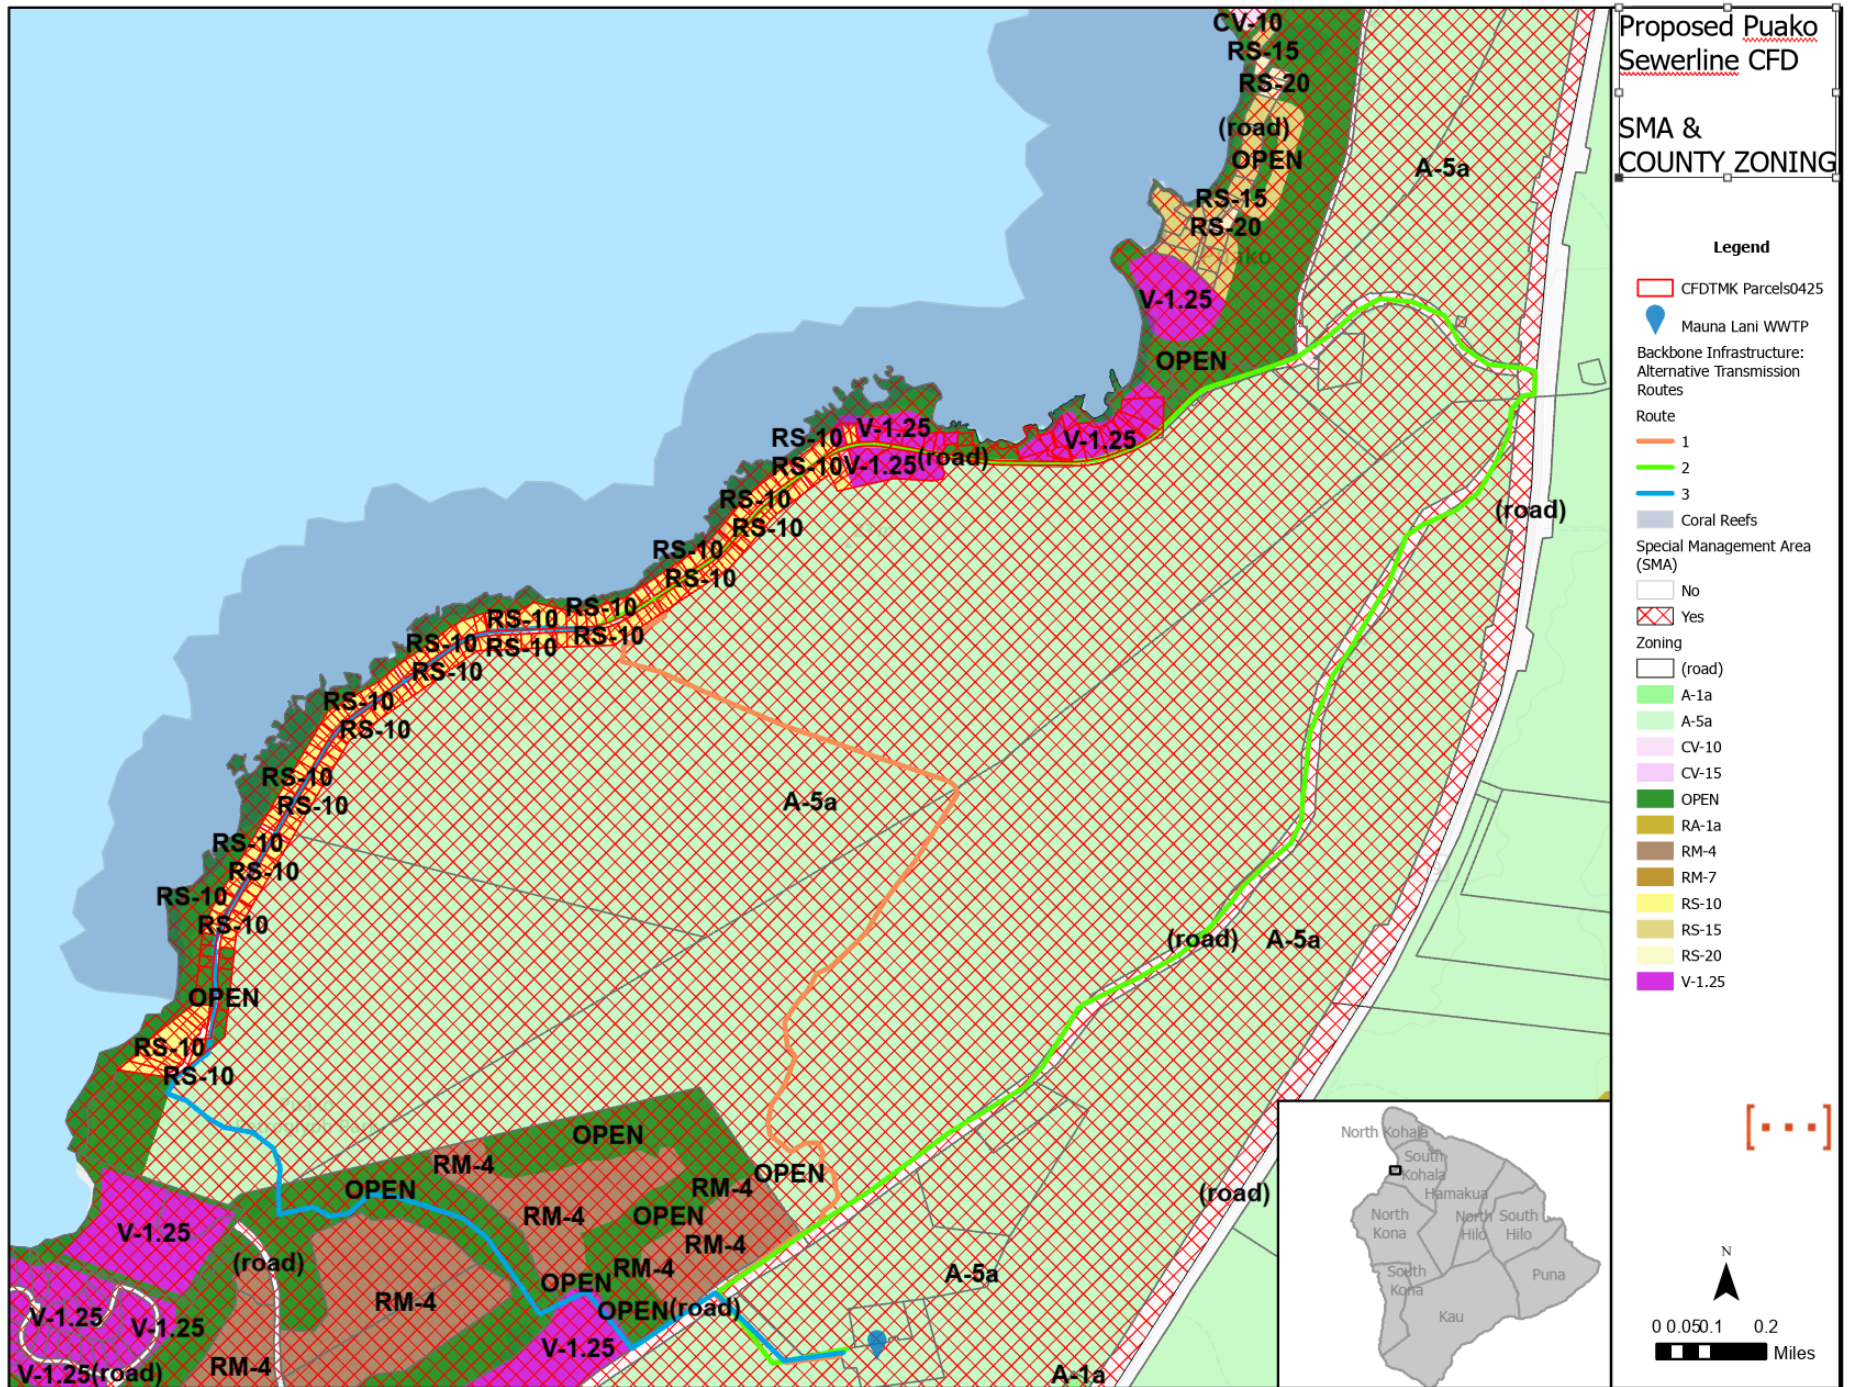 Proposed Puako
Sewerline CFD
SMA &
COUNTY ZONING
Legend
CFDTMK Parcels0425
Mauna Lani WWTP
Backbone Infrastructure:
Alternative Transmission
Routes
Route
1
2
3
Coral Reefs
Special Management Area
(SMA)
No
Yes
Zoning
(road)
A-1a
A-5a
CV-10
CV-15
OPEN
RA-1a
RM-4
RM-7
RS-10
RS-15
RS-20
V-1.25
[...]
N
0 0.050.1 0.2
Miles
CV-10
RS-15
RS-20
(road)
OPEN
A-5a
RS-15
RS-20
V-1.25
OPEN
RS-10
V-1.25
V-1.25
RS-10
V-1.25
(road)
RS-10
RS-10
(road)
RS-10
RS-10
RS-10
RS-10
RS-10
RS-10
RS-10
RS-10
RS-10
RS-10
RS-10
A-5a
RS-10
RS-10
RS-10
RS-10
RS-10
(road)
A-5a
OPEN
RS-10
RS-10
OPEN
RM-4
OPEN
OPEN
RM-4
(road)
RM-4
OPEN
V-1.25
RM-4
(road)
RM-4
A-5a
OPEN
RM-4
OPEN
(road)
V-1.25
V-1.25
V-1.25
RM-4
V-1.25
(road)
A-1a
North Kohala
South
Kohala
Hamakua
North
Kona
North
Hilo
South
Hilo
South
Kona
Puna
Kau